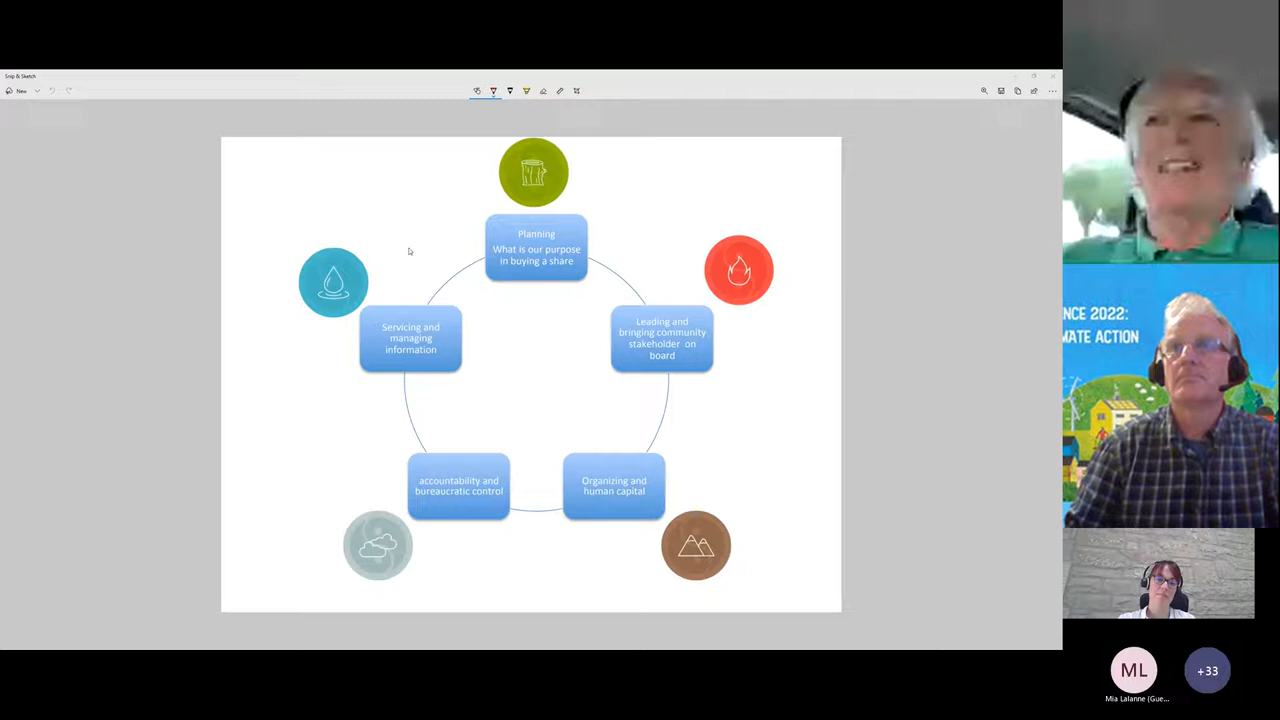 Snip & Sketch
New
Planning
What is our purpose
in buying a share
Servicing and
managing
information
Leading and
bringing community
stakeholder on
board
accountability and
bureaucratic control
Organizing and
human capital
NCE 2022:
MATE ACTION
ML
+33
Mia Lalanne (Gue...